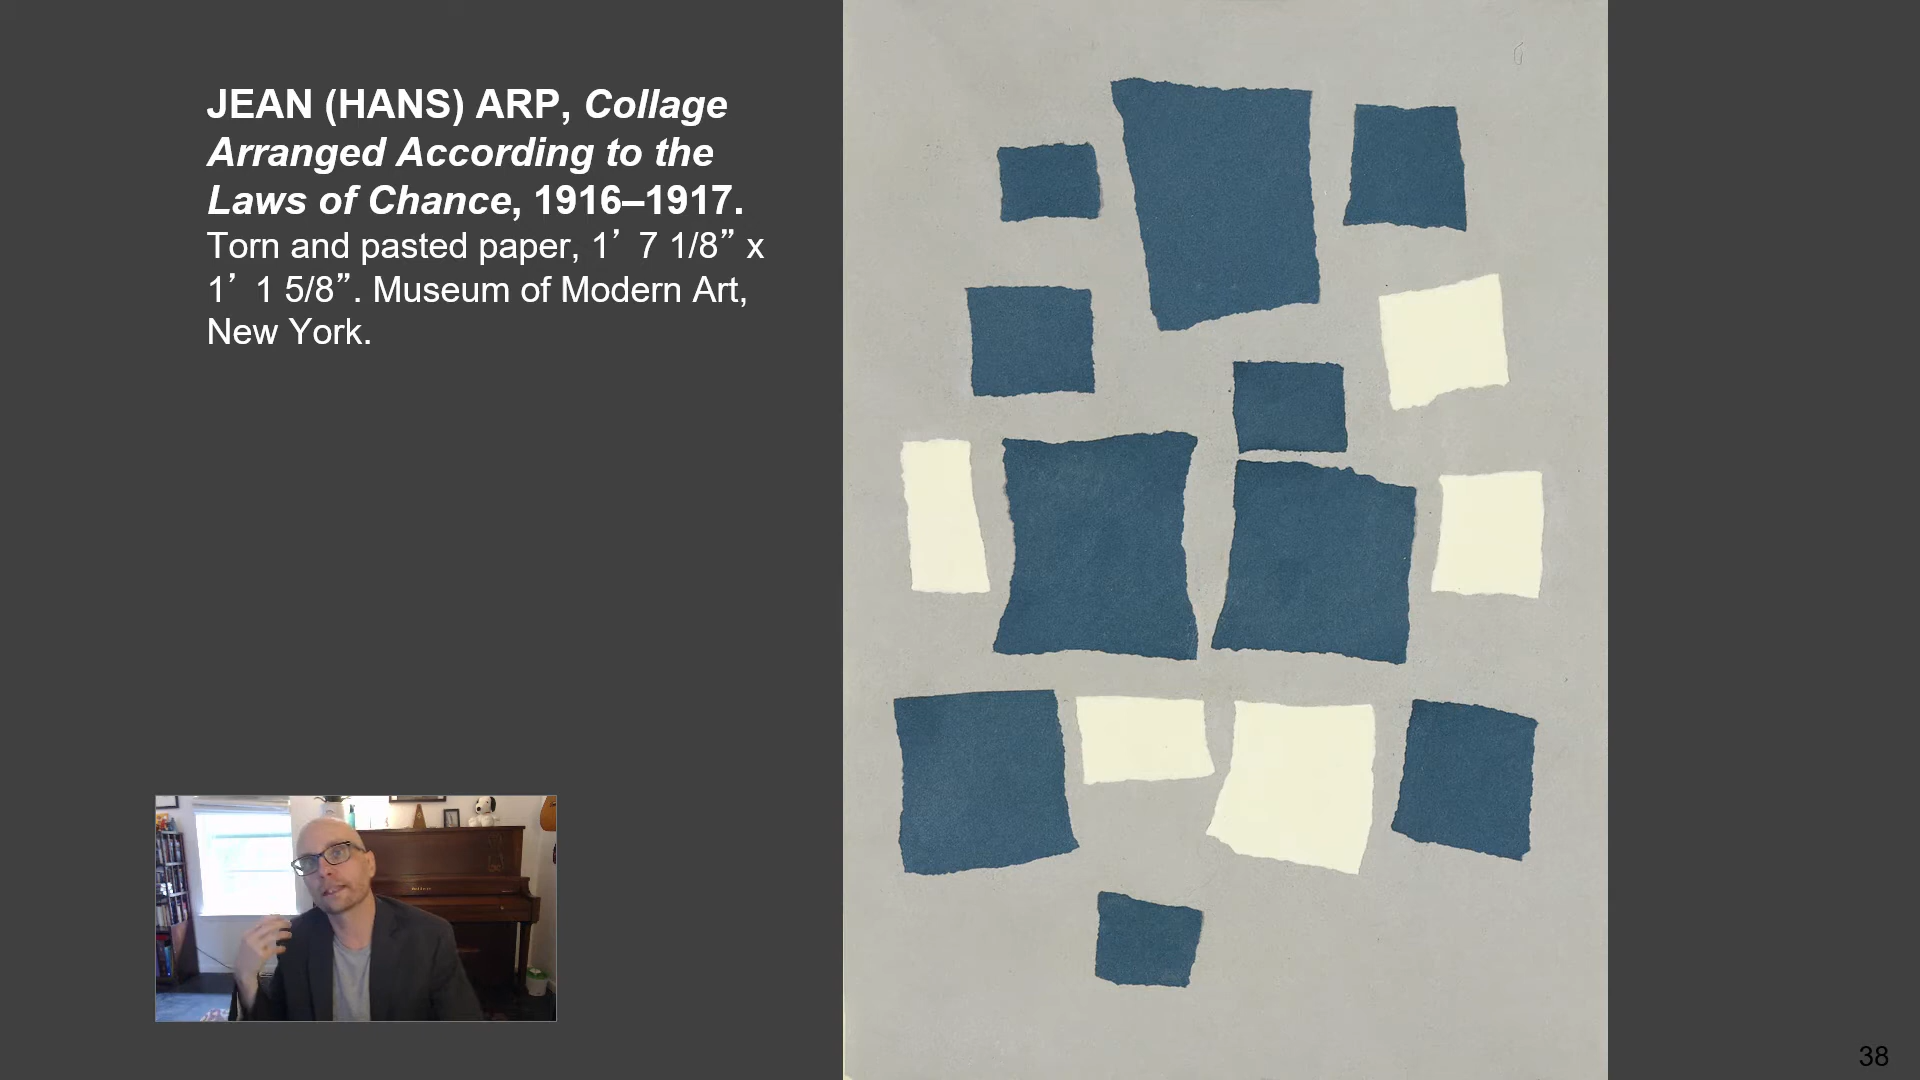 JEAN (HANS) ARP, Collage
Arranged According to the
Laws of Chance, 1916–1917.
Torn and pasted paper, 1’ 7 1/8” x
1’ 1 5/8”. Museum of Modern Art,
New York.
38